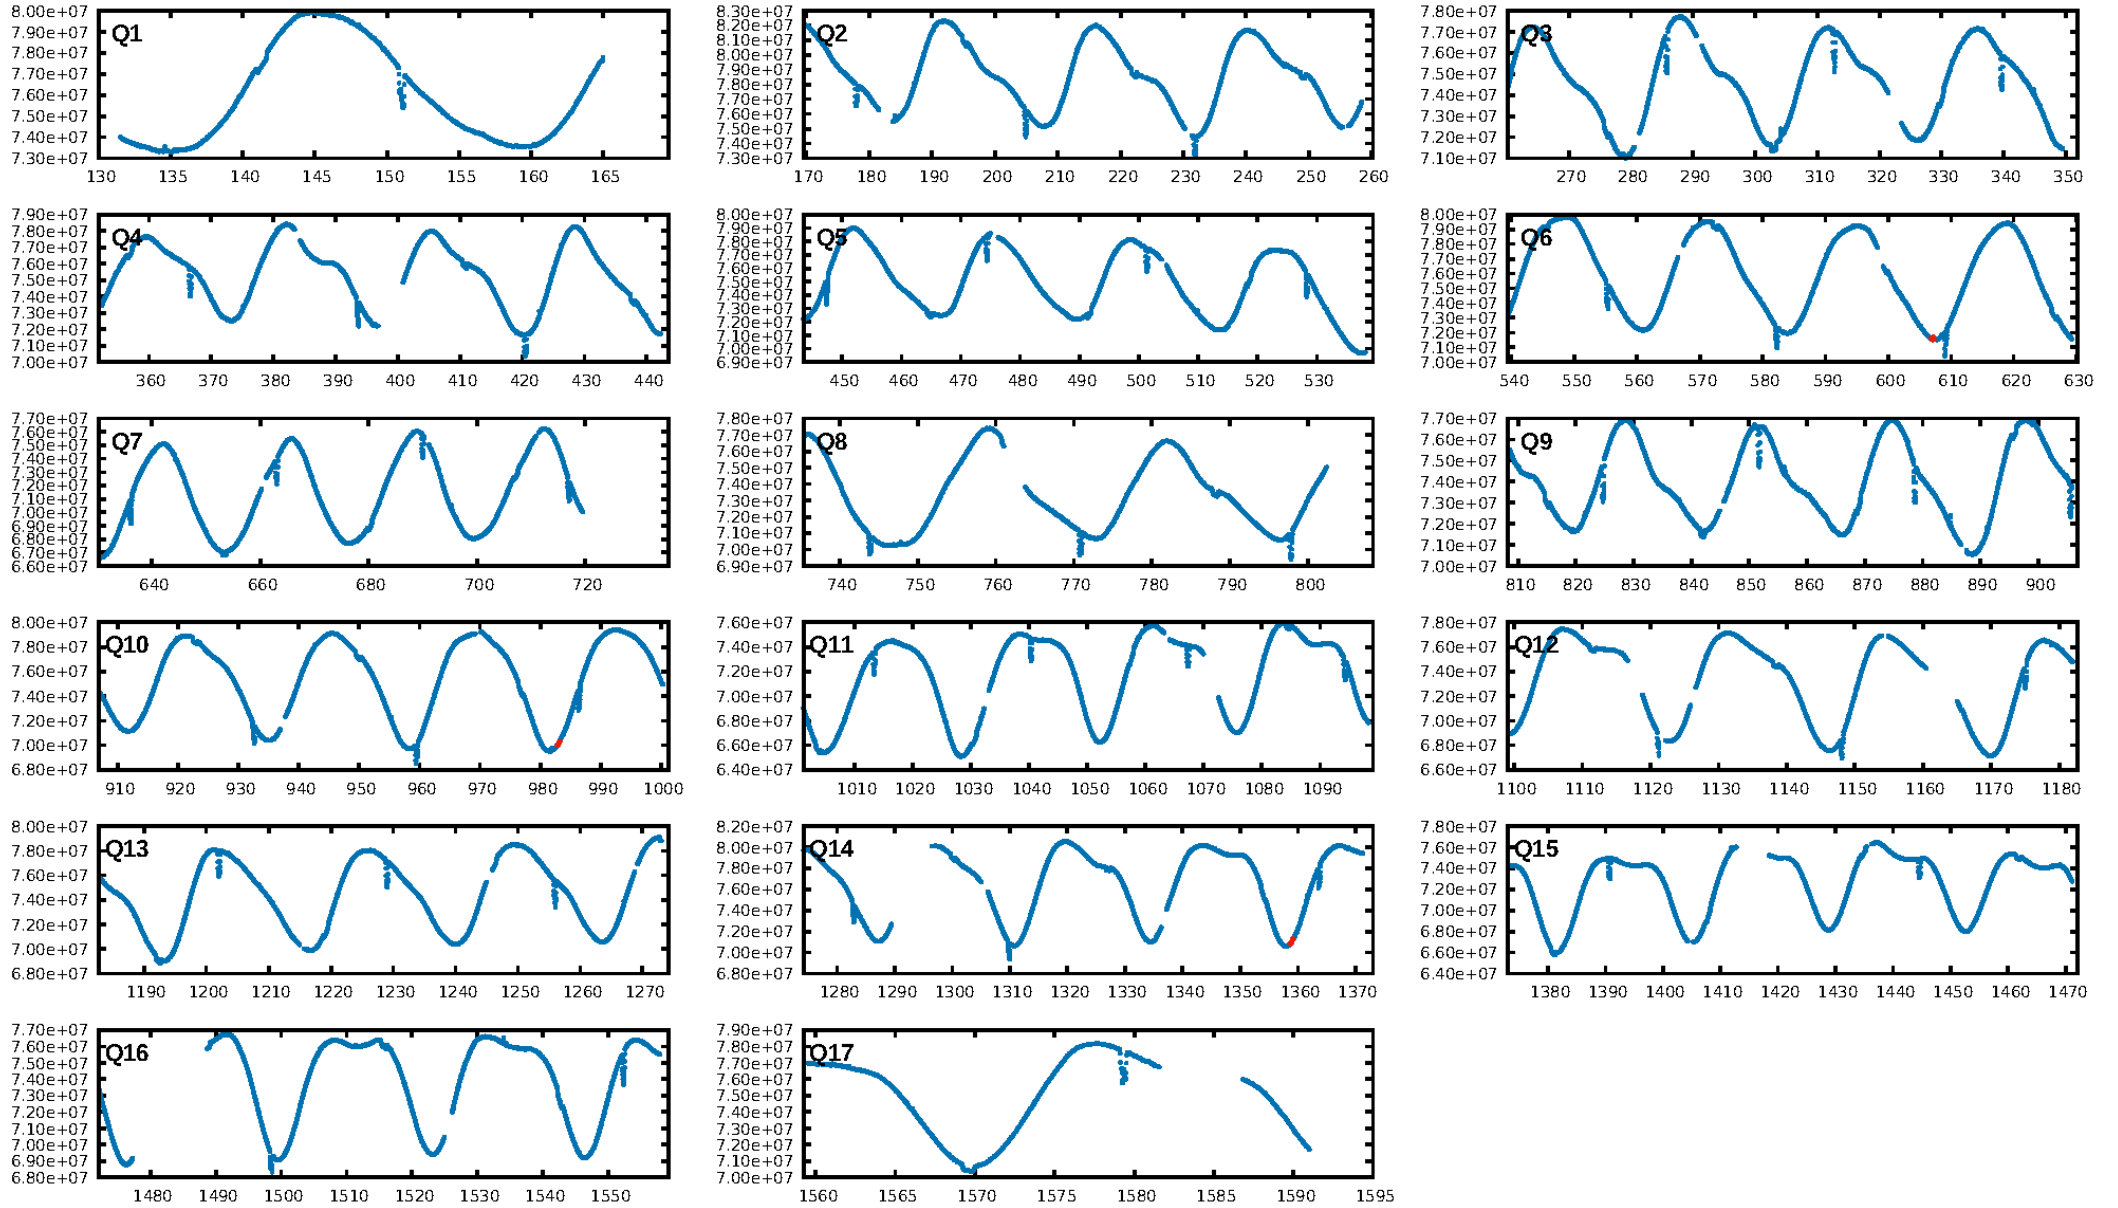 8.00e+07
7.90e+07
7.80e+07
7.70e+07
7.60e+07
7.50e+07
7.40e+07
7.30e+07
Q1
130 135 140 145 150 155 160 165
8.30e+07
8.20e+07
8.10e+07
8.00e+07
7.90e+07
7.80e+07
7.70e+07
7.60e+07
7.50e+07
7.40e+07
7.30e+07
Q2
170 180 190 200 210 220 230 240 250 260
7.80e+07
7.70e+07
7.60e+07
7.50e+07
7.40e+07
7.30e+07
7.20e+07
7.10e+07
Q3
270 280 290 300 310 320 330 340 350
7.90e+07
7.80e+07
7.70e+07
7.60e+07
7.50e+07
7.40e+07
7.30e+07
7.20e+07
7.10e+07
7.00e+07
Q4
360 370 380 390 400 410 420 430 440
8.00e+07
7.90e+07
7.80e+07
7.70e+07
7.60e+07
7.50e+07
7.40e+07
7.30e+07
7.20e+07
7.10e+07
7.00e+07
6.90e+07
Q5
450 460 470 480 490 500 510 520 530
8.00e+07
7.90e+07
7.80e+07
7.70e+07
7.60e+07
7.50e+07
7.40e+07
7.30e+07
7.20e+07
7.10e+07
7.00e+07
Q6
540 550 560 570 580 590 600 610 620 630
7.70e+07
7.60e+07
7.50e+07
7.40e+07
7.30e+07
7.20e+07
7.10e+07
7.00e+07
6.90e+07
6.80e+07
6.70e+07
6.60e+07
Q7
640 660 680 700 720
7.80e+07
7.70e+07
7.60e+07
7.50e+07
7.40e+07
7.30e+07
7.20e+07
7.10e+07
7.00e+07
6.90e+07
Q8
740 750 760 770 780 790 800
7.70e+07
7.60e+07
7.50e+07
7.40e+07
7.30e+07
7.20e+07
7.10e+07
7.00e+07
Q9
810 820 830 840 850 860 870 880 890 900
8.00e+07
7.80e+07
7.60e+07
7.40e+07
7.20e+07
7.00e+07
6.80e+07
Q10
910 920 930 940 950 960 970 980 990 1000
7.60e+07
7.40e+07
7.20e+07
7.00e+07
6.80e+07
6.60e+07
6.40e+07
Q11
1010 1020 1030 1040 1050 1060 1070 1080 1090
7.80e+07
7.60e+07
7.40e+07
7.20e+07
7.00e+07
6.80e+07
6.60e+07
Q12
1100 1110 1120 1130 1140 1150 1160 1170 1180
8.00e+07
7.80e+07
7.60e+07
7.40e+07
7.20e+07
7.00e+07
6.80e+07
Q13
1190 1200 1210 1220 1230 1240 1250 1260 1270
8.20e+07
8.00e+07
7.80e+07
7.60e+07
7.40e+07
7.20e+07
7.00e+07
6.80e+07
Q14
1280 1290 1300 1310 1320 1330 1340 1350 1360 1370
7.80e+07
7.60e+07
7.40e+07
7.20e+07
7.00e+07
6.80e+07
6.60e+07
6.40e+07
Q15
1380 1390 1400 1410 1420 1430 1440 1450 1460 1470
7.70e+07
7.60e+07
7.50e+07
7.40e+07
7.30e+07
7.20e+07
7.10e+07
7.00e+07
6.90e+07
6.80e+07
Q16
1480 1490 1500 1510 1520 1530 1540 1550
7.90e+07
7.80e+07
7.70e+07
7.60e+07
7.50e+07
7.40e+07
7.30e+07
7.20e+07
7.10e+07
7.00e+07
Q17
1560 1565 1570 1575 1580 1585 1590 1595